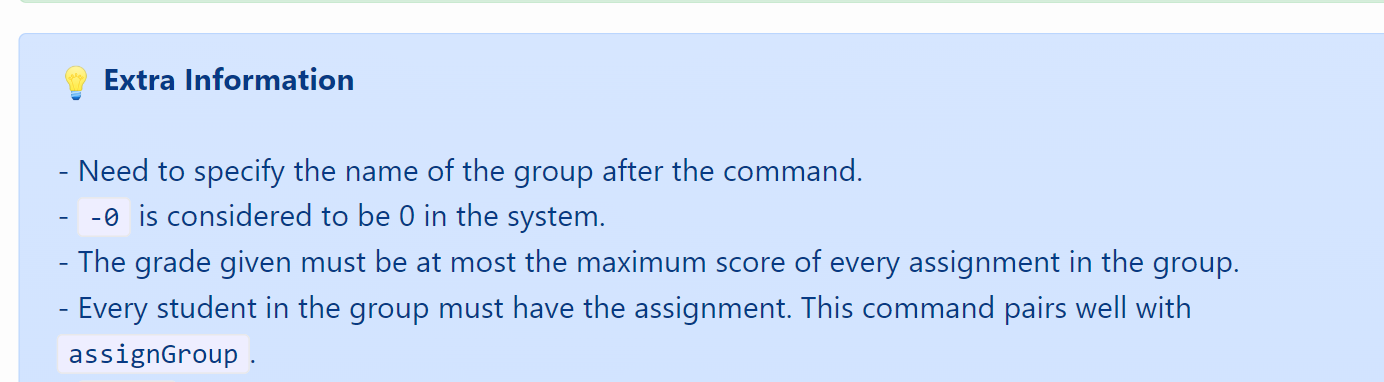 💡 Extra Information
- Need to specify the name of the group after the command.
- -0 is considered to be 0 in the system.
- The grade given must be at most the maximum score of every assignment in the group.
- Every student in the group must have the assignment. This command pairs well with
assignGroup.